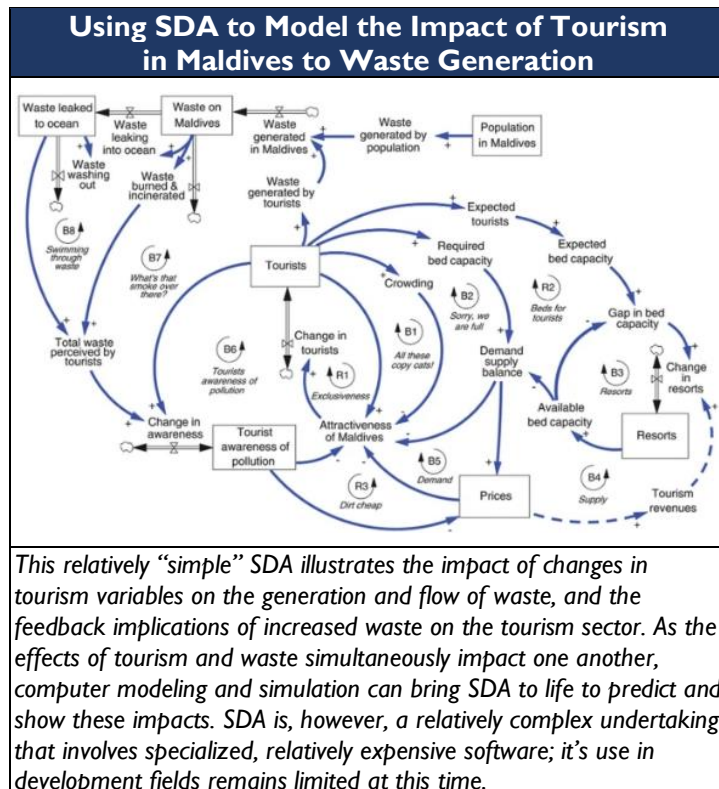 Using SDA to Model the Impact of Tourism
in Maldives to Waste Generation
Waste leaked
to ocean
Waste
leaking
into ocean
Waste on
Maldives
Waste
generated
in Maldives
Waste
generated by
population
Population
in Maldives
Waste
washing
out
Waste
burned &
incinerated
Waste
generated by
tourists
B8
Swimming
through
waste
B7
What's that
smoke over
there?
Tourists
Expected
tourists
Required
bed capacity
Expected
bed capacity
Crowding
B2
Sorry, we
are full
R2
Beds for
tourists
Gap in bed
capacity
Total waste
perceived by
tourists
B6
Tourists
awareness of
pollution
Change in
tourists
R1
Exclusiveness
B1
All these
copy cats!
Demand
supply
balance
B3
Resorts
Change
in
resorts
Change in
awareness
Tourist
awareness of
pollution
Attractiveness
of Maldives
Available
bed capacity
Resorts
B5
Demand
R3
Dirt cheap
Prices
B4
Supply
Tourism
revenues
This relatively “simple” SDA illustrates the impact of changes in
tourism variables on the generation and flow of waste, and the
feedback implications of increased waste on the tourism sector. As the
effects of tourism and waste simultaneously impact one another,
computer modeling and simulation can bring SDA to life to predict and
show these impacts. SDA is, however, a relatively complex undertaking
that involves specialized, relatively expensive software; it’s use in
development fields remains limited at this time.